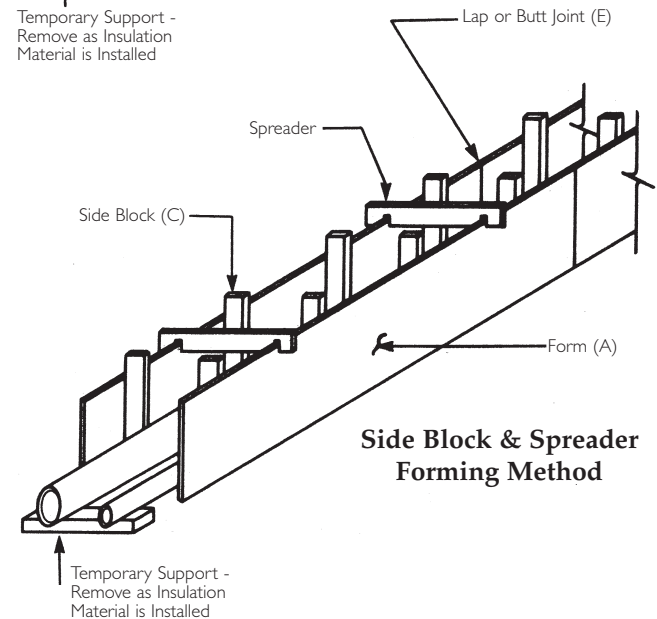 Temporary Support -
Remove as Insulation
Material is Installed
Lap or Butt Joint (E)
Spreader
Side Block (C)
Form (A)
Side Block & Spreader
Forming Method
Temporary Support -
Remove as Insulation
Material is Installed